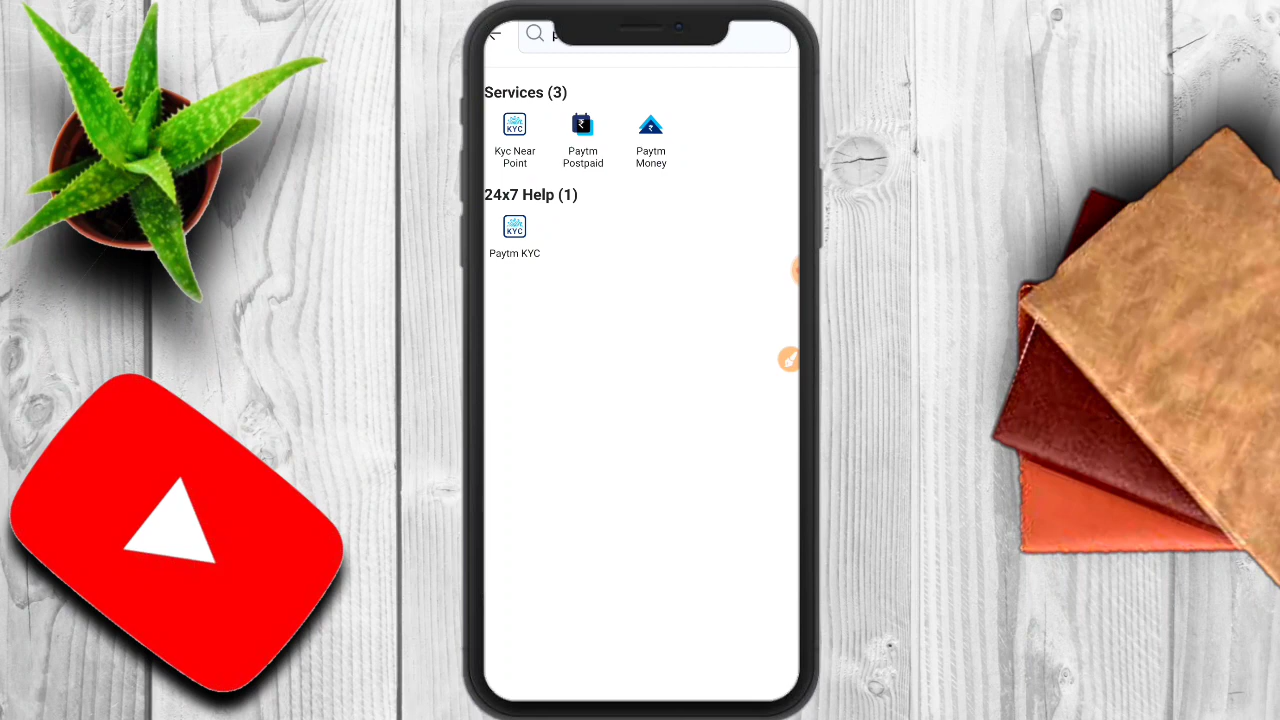 Services (3)
KYC
Kyc Near
Point
₹
Paytm
Postpaid
₹
Paytm
Money
24x7 Help (1)
KYC
Paytm KYC